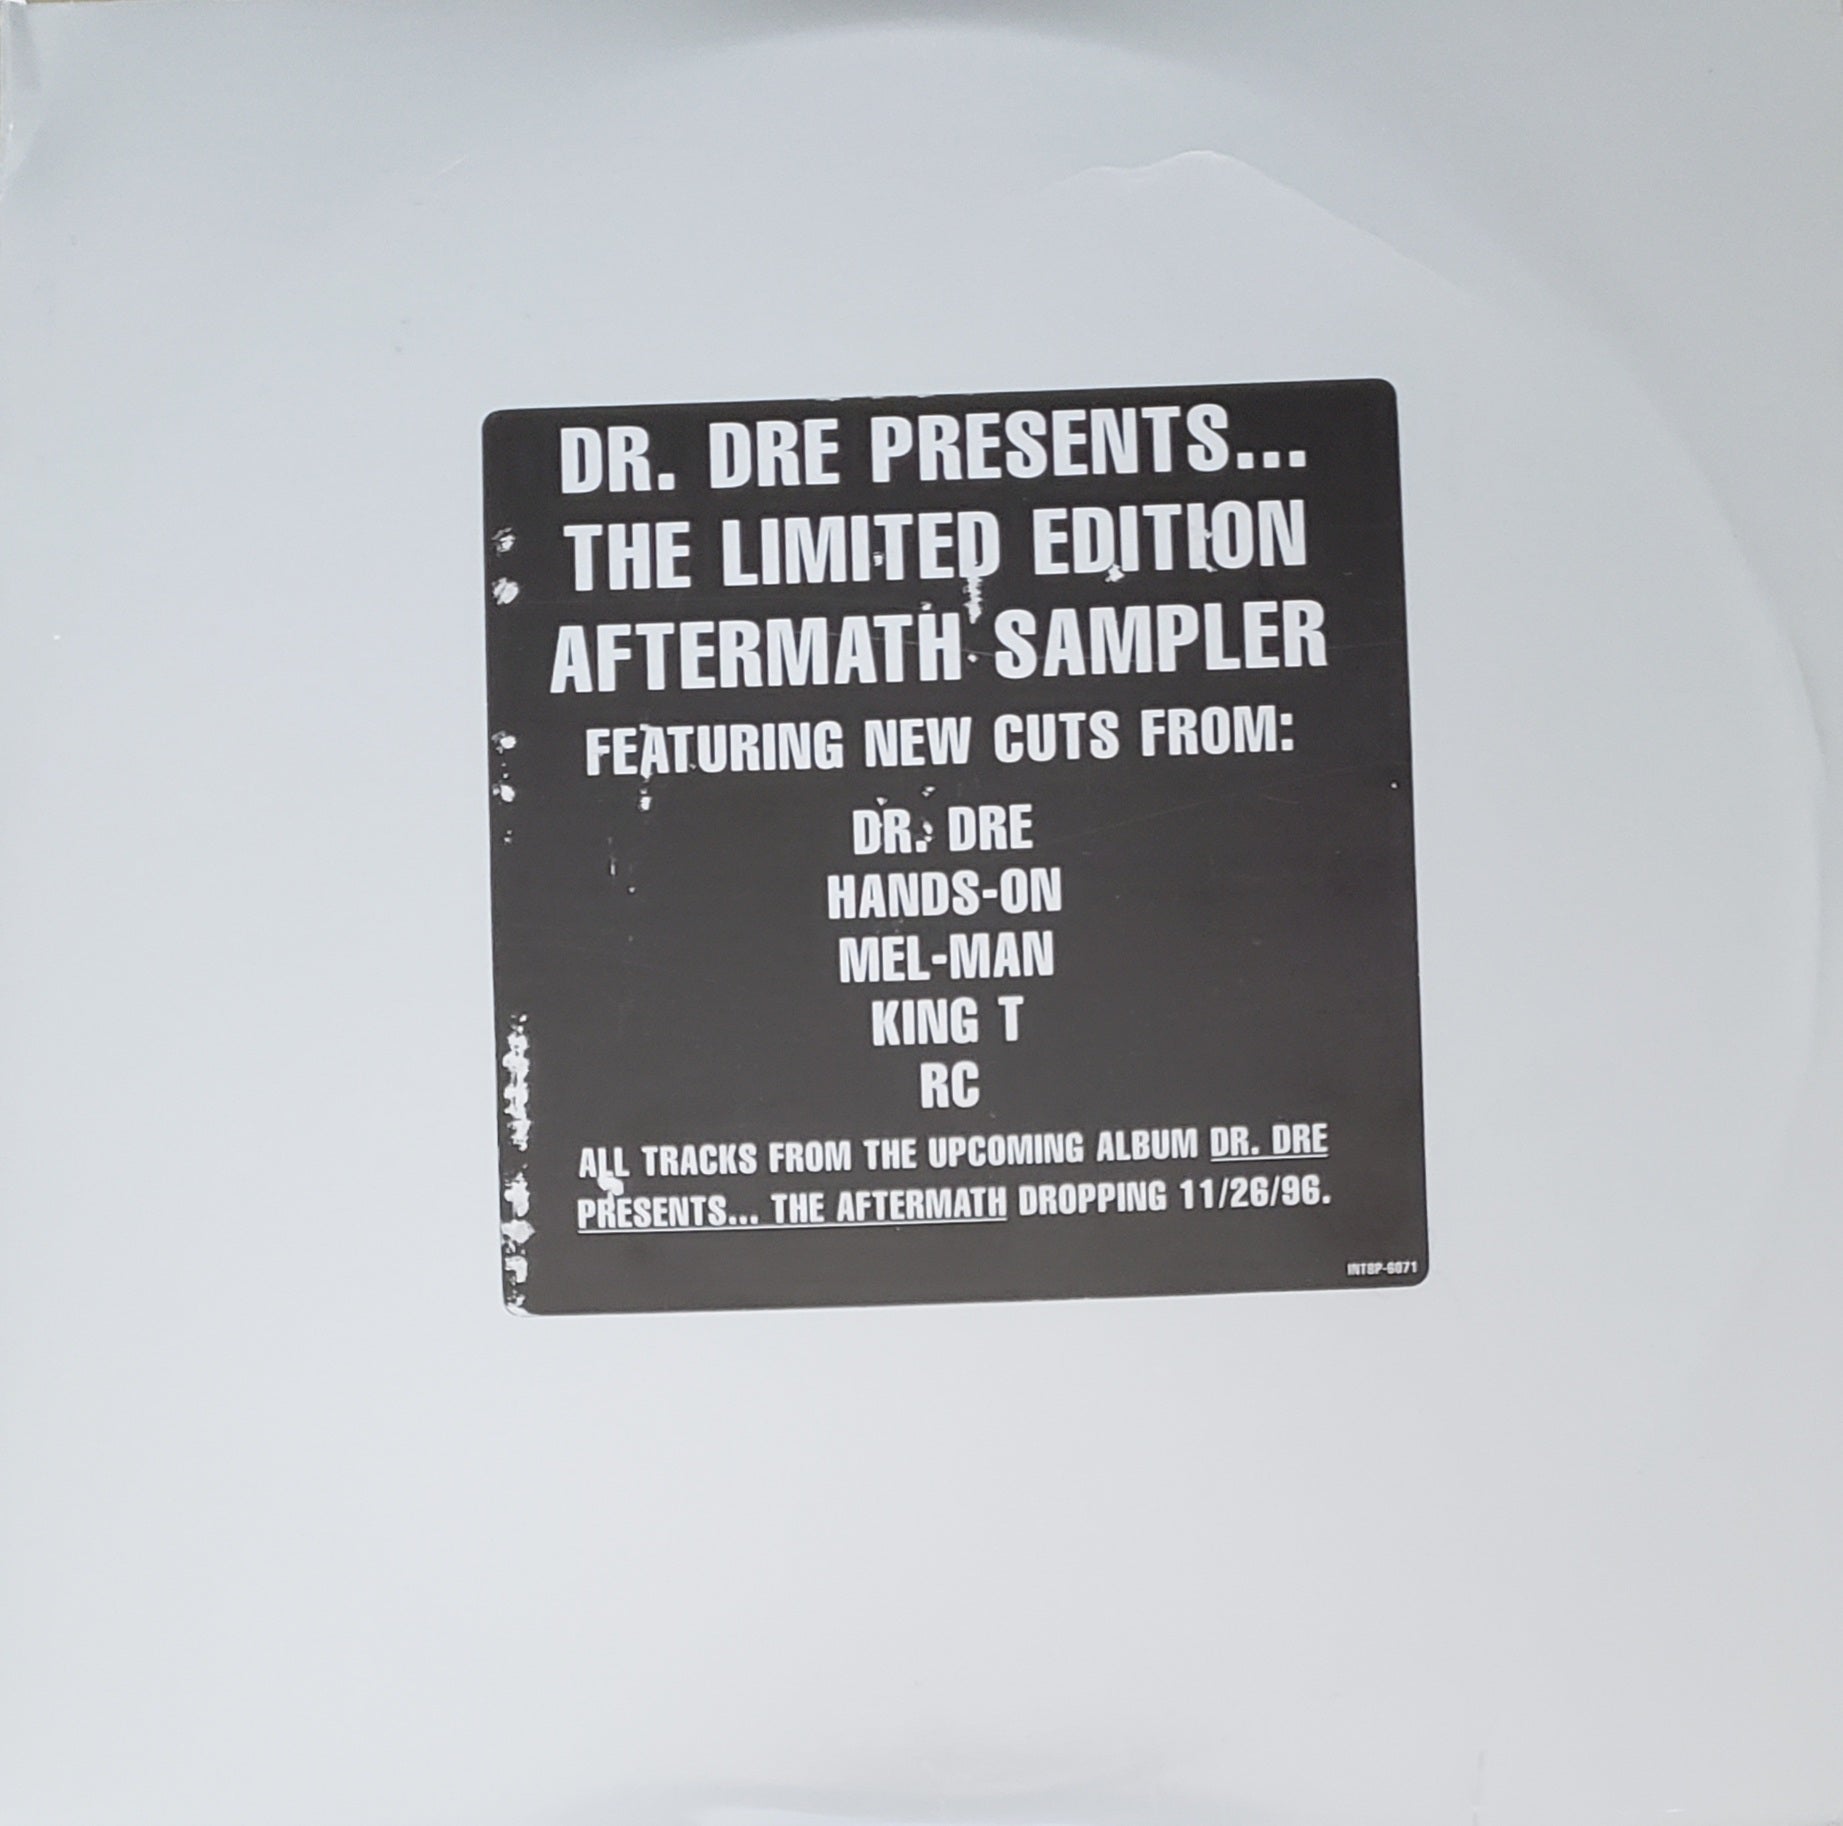 DR. DRE PRESENTS...
THE LIMITED EDITION
AFTERMATH SAMPLER
FEATURING NEW CUTS FROM:
DR. DRE
HANDS-ON
MEL-MAN
KING T
RC
ALL TRACKS FROM THE UPCOMING ALBUM DR. DRE
PRESENTS... THE AFTERMATH DROPPING 11/26/96.
INT8P-6071